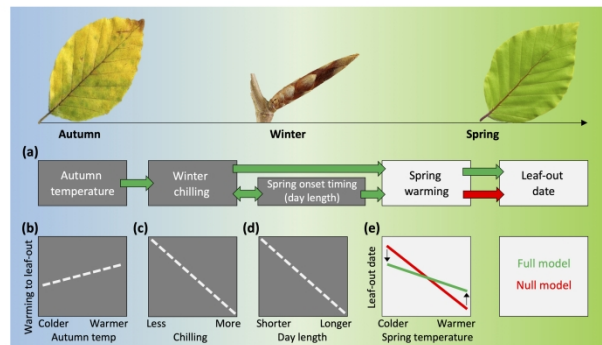 Autumn
Winter
Spring
(a)
Autumn
temperature
Winter
chilling
Spring onset timing
(day length)
Spring
warming
Leaf-out
date
(b)
(c)
(d)
(e)
Warming to leaf-out
Colder Warmer
Autumn temp
Less More
Chilling
Shorter Longer
Day length
Leaf-out date
Colder Warmer
Spring temperature
Full model
Null model